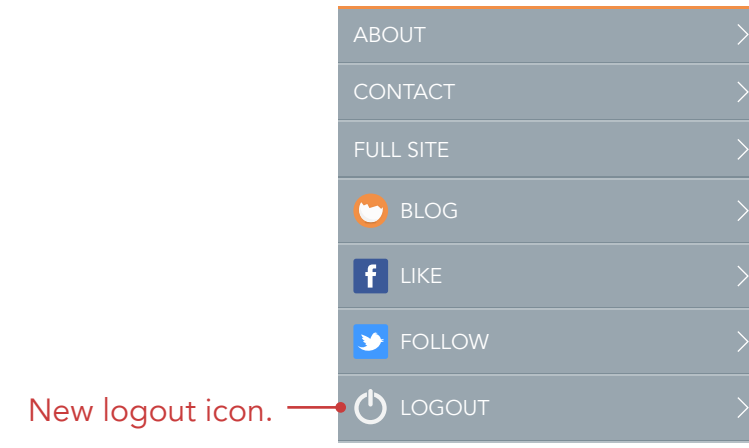 ABOUT
CONTACT
FULL SITE
BLOG
f LIKE
FOLLOW
New logout icon. LOGOUT